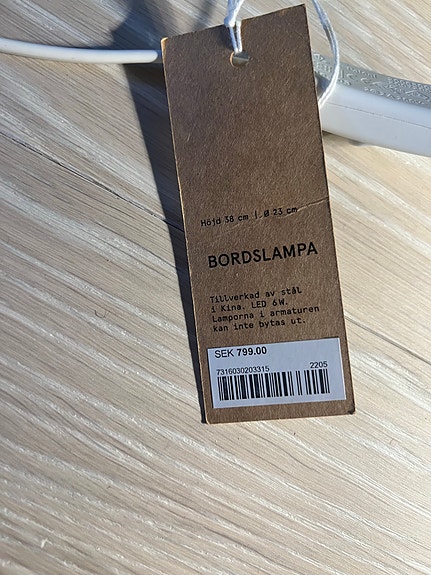 Höjd 38 cm | Ø 23 cm
BORDSLAMPA
Tillverkad av stål
i Kina. LED 6W.
Lamporna i armaturen
kan inte bytas ut.
SEK 799.00
7316030203315 2205